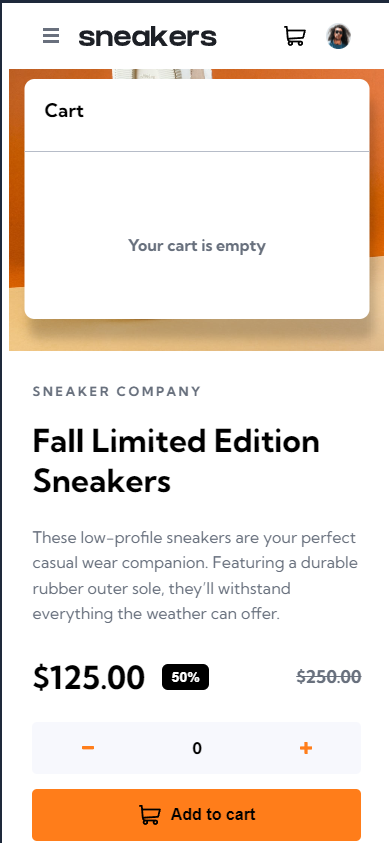 sneakers
Cart
Your cart is empty
SNEAKER COMPANY
Fall Limited Edition
Sneakers
These low-profile sneakers are your perfect
casual wear companion. Featuring a durable
rubber outer sole, they'll withstand
everything the weather can offer.
$125.00 50% $250.00
0
Add to cart